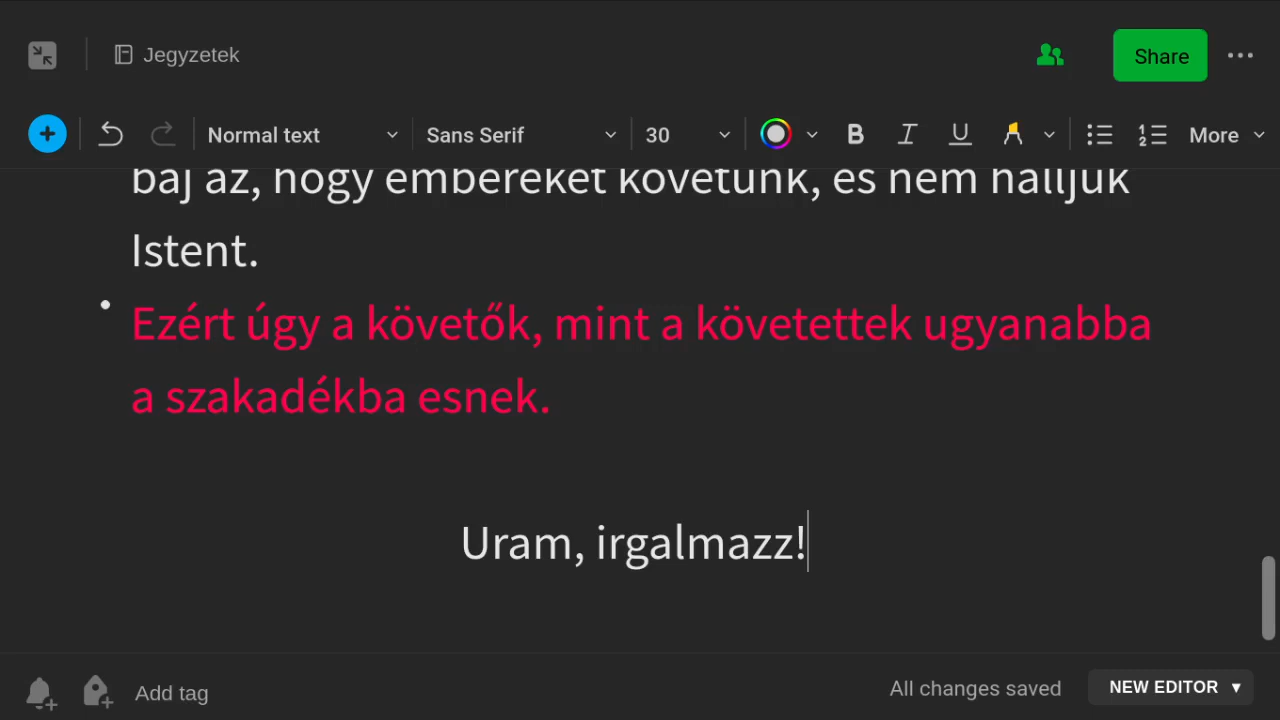 Jegyzetek
Share
Normal text
Sans Serif
30
B
I
U
More
baj az, hogy embereket követünk, és nem halljuk
Istent.
Ezért úgy a követők, mint a követettek ugyanabba
a szakadékba esnek.
Uram, irgalmazz!
Add tag
All changes saved
NEW EDITOR